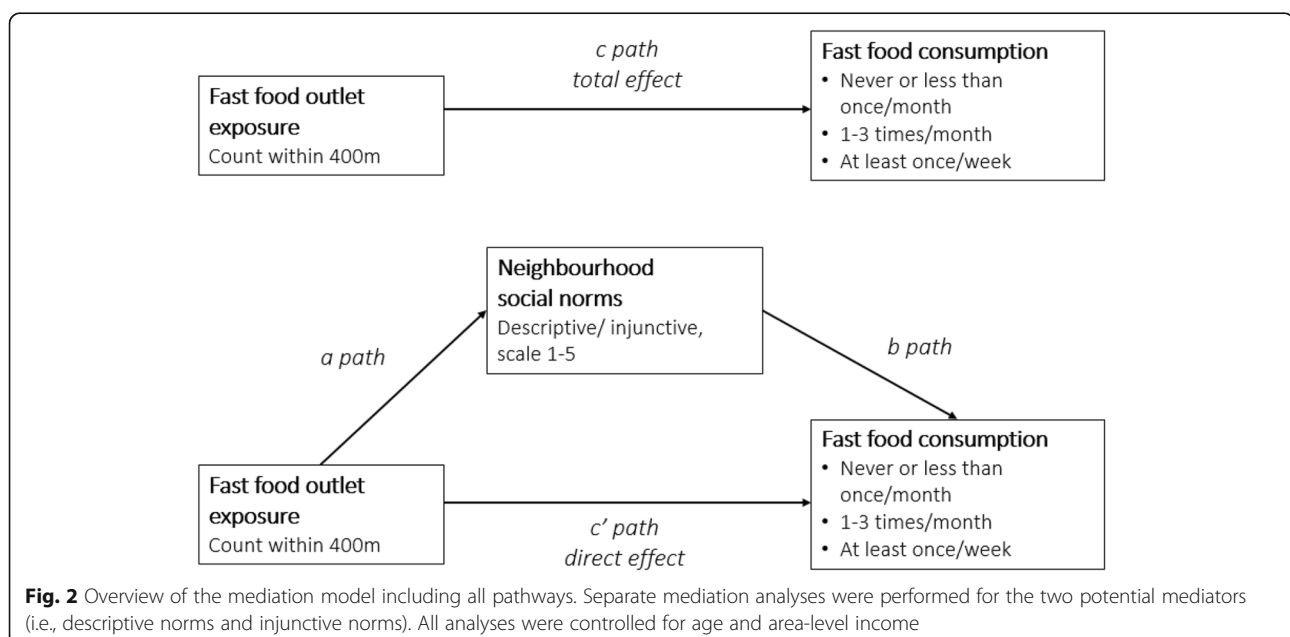 c path
total effect
Fast food outlet
exposure
Count within 400m
Fast food consumption
• Never or less than
once/month
• 1-3 times/month
• At least once/week
Neighbourhood
social norms
Descriptive/ injunctive,
scale 1-5
a path
b path
Fast food outlet
exposure
Count within 400m
c’ path
direct effect
Fast food consumption
• Never or less than
once/month
• 1-3 times/month
• At least once/week
Fig. 2 Overview of the mediation model including all pathways. Separate mediation analyses were performed for the two potential mediators
(i.e., descriptive norms and injunctive norms). All analyses were controlled for age and area-level income